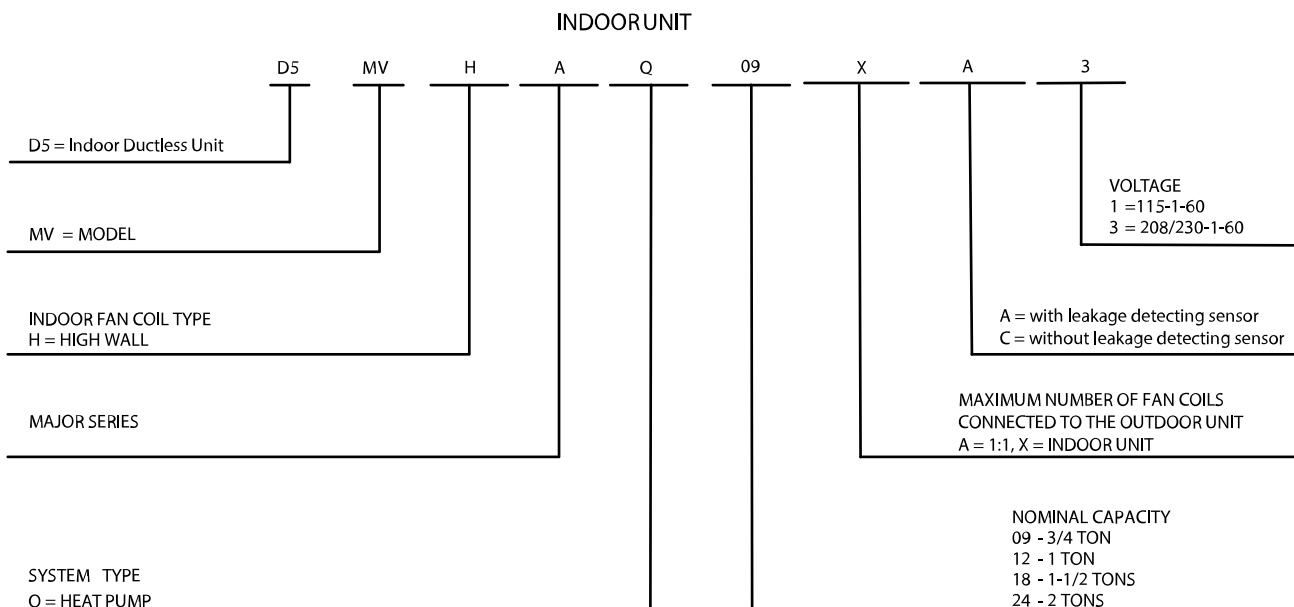 INDOOR UNIT
D5 MV H A Q 09 X A 3
D5 = Indoor Ductless Unit
VOLTAGE
1 =115-1-60
3 = 208/230-1-60
MV = MODEL
INDOOR FAN COIL TYPE
H = HIGH WALL
A = with leakage detecting sensor
C = without leakage detecting sensor
MAJOR SERIES
MAXIMUM NUMBER OF FAN COILS
CONNECTED TO THE OUTDOOR UNIT
A = 1:1, X = INDOOR UNIT
SYSTEM TYPE
Q = HEAT PUMP
NOMINAL CAPACITY
09 - 3/4 TON
12 - 1 TON
18 - 1-1/2 TONS
24 - 2 TONS